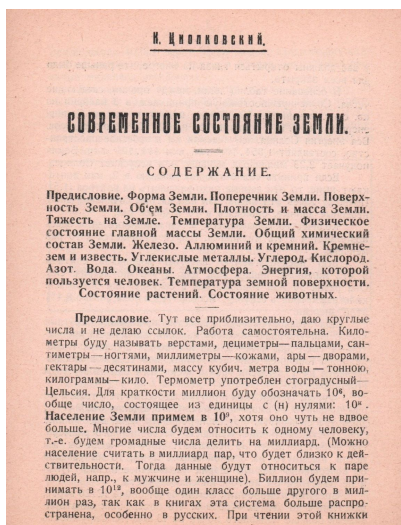 К. Циолковский.
СОВРЕМЕННОЕ СОСТОЯНИЕ ЗЕМЛИ.
СОДЕРЖАНИЕ.
Предисловие. Форма Земли. Поперечник Земли. Поверх-
ность Земли. Об‘ем Земли. Плотность и масса Земли.
Тяжесть на Земле. Температура Земли. Физическое
состояние главной массы Земли. Общий химический
состав Земли. Железо. Аллюминий и кремний. Кремне-
зем и известь. Углекислые металлы. Углерод. Кислород.
Азот. Вода. Океаны. Атмосфера. Энергия, которой
пользуется человек. Температура земной поверхности.
Состояние растений. Состояние животных.
Предисловие. Тут все приблизительно, даю круглые
числа и не делаю ссылок. Работа самостоятельна. Кило-
метры буду называть верстами, дециметры—пальцами, сан-
тиметры—ногтями, миллиметры—кожами, ары—дворами,
гектары—десятинами, массу кубич. метра воды—тонною,
килограммы—кило. Термометр употреблен стоградусный—
Цельсия. Для краткости миллион буду обозначать 10⁶, во-
обще число, состоящее из единицы с (н) нулями: 10ⁿ.
Население Земли примем в 10⁹, хотя оно чуть не вдвое
больше. Многие числа будем относить к одному человеку,
т.-е. будем громадные числа делить на миллиард. (Можно
население считать в миллиард пар, что будет близко к дей-
ствительности. Тогда данные будут относиться к паре
людей, напр., к мужчине и женщине). Биллион будем при-
нимать в 10¹², вообще один класс больше другого в мил-
лион раз, так как в книгах эта система больше распро-
странена, особенно в русских. При чтении этой книжки